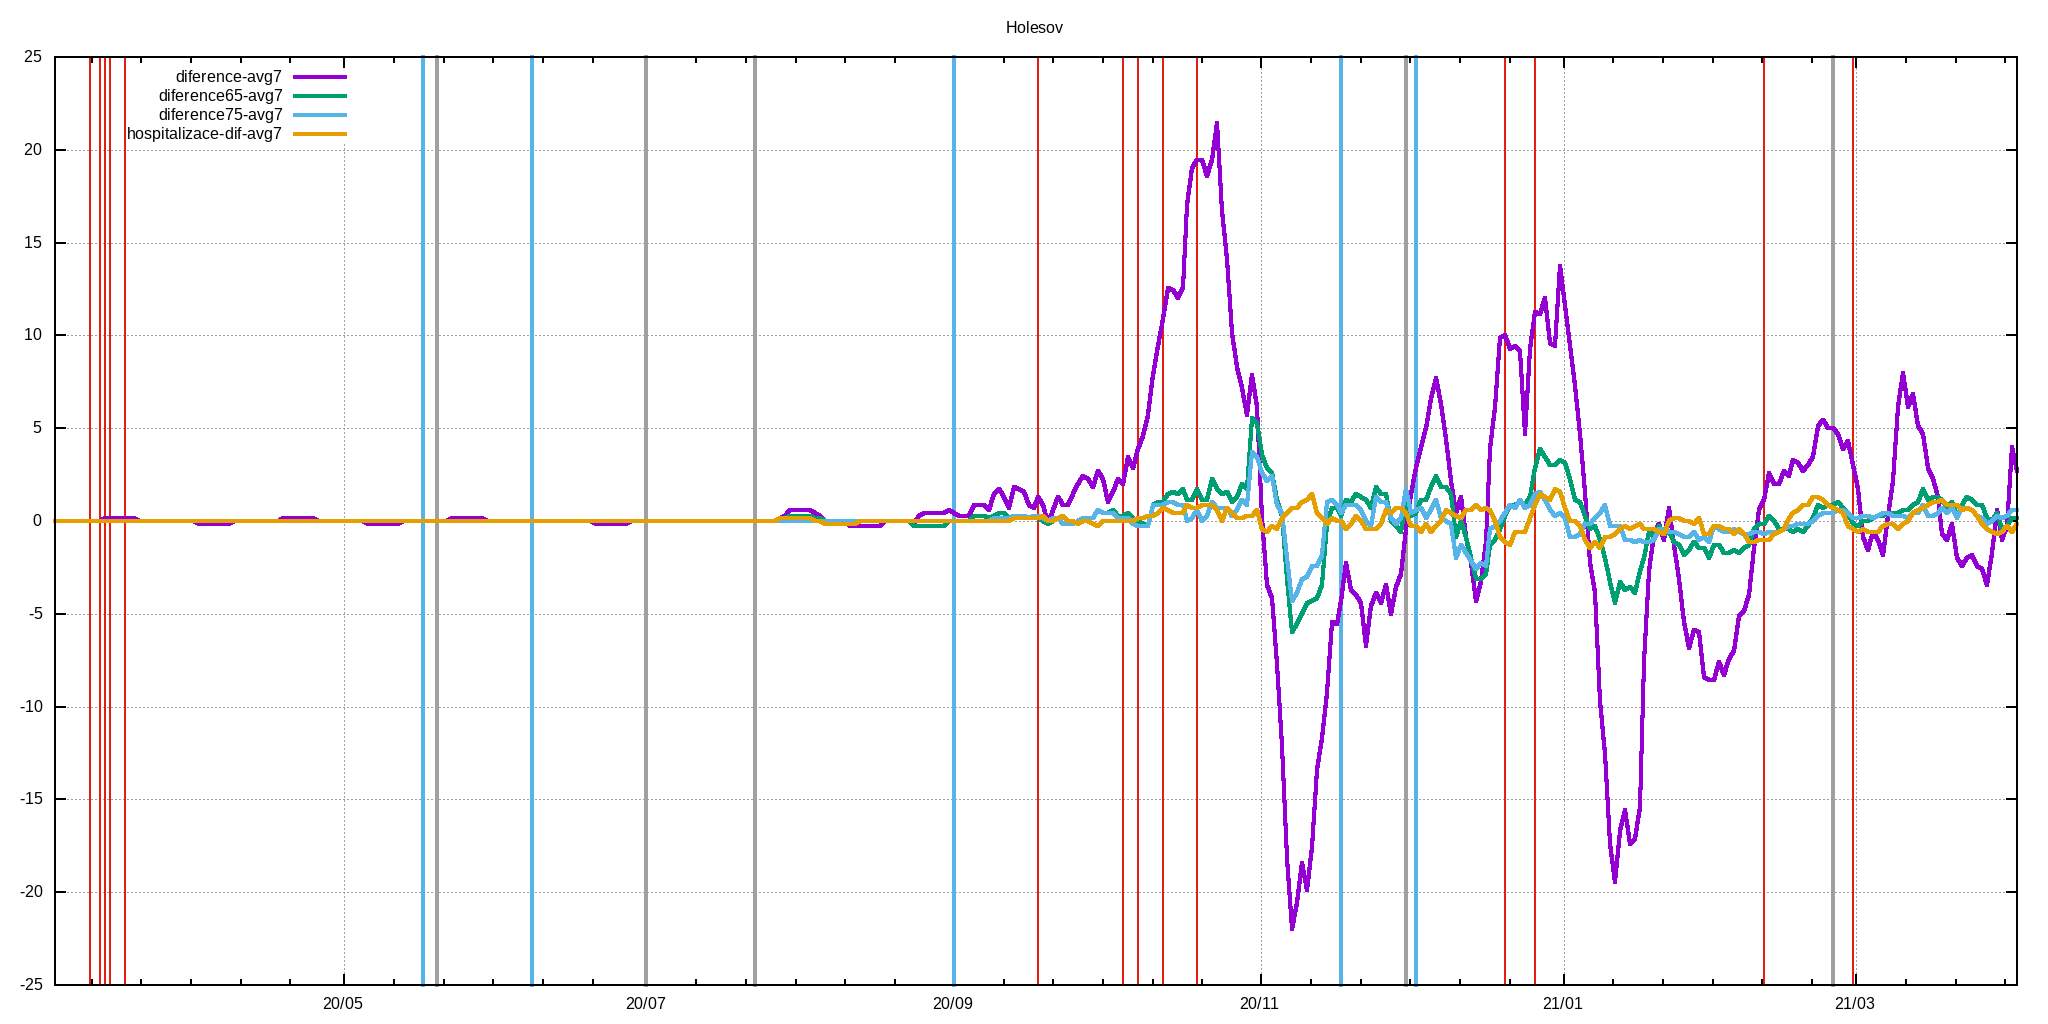 Holesov
25
diference-avg7
diference65-avg7
diference75-avg7
hospitalizace-dif-avg7
20
15
10
5
0
-5
-10
-15
-20
-25
20/05 20/07 20/09 20/11 21/01 21/03